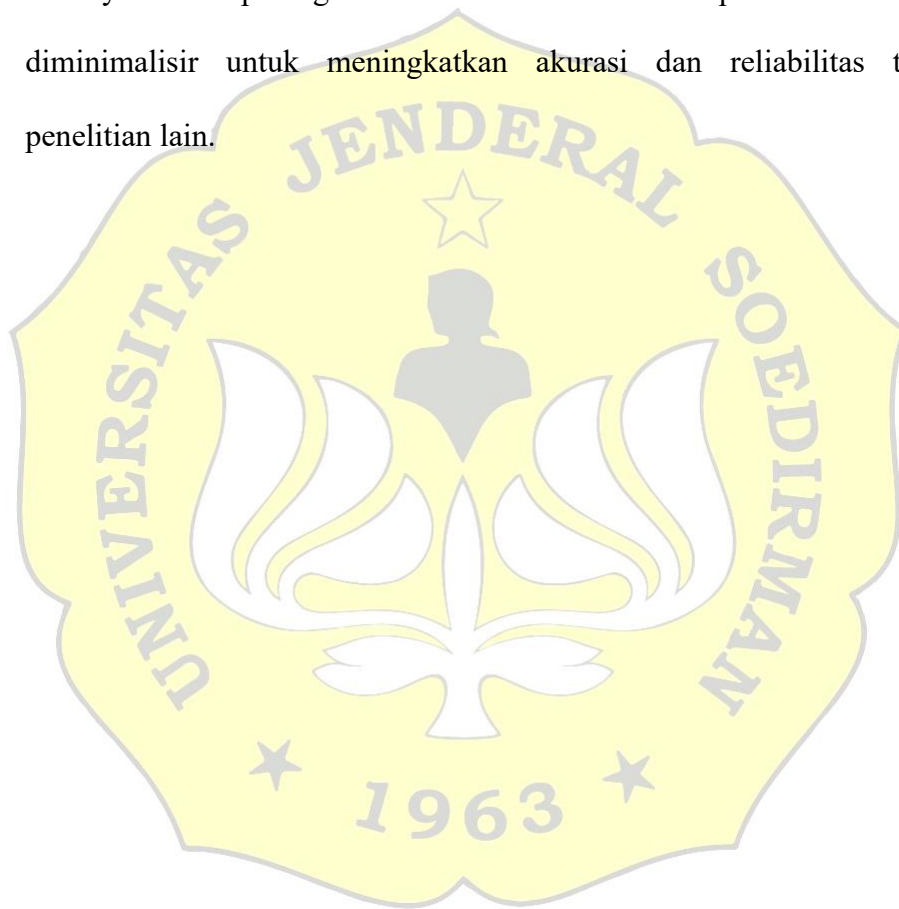 diminimalisir untuk meningkatkan akurasi dan reliabilitas
penelitian lain.
UNIVERSITAS JENDERAL SOEDIRMAN
1963